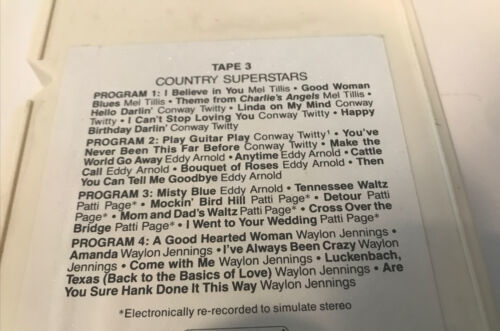 TAPE 3
COUNTRY SUPERSTARS
PROGRAM 1: I Believe in You Mel Tillis • Good Woman
Blues Mel Tillis • Theme from Charlie's Angels Mel Tillis •
Hello Darlin' Conway Twitty • Linda on My Mind Conway
Twitty • I Can't Stop Loving You Conway Twitty • Happy
Birthday Darlin' Conway Twitty
PROGRAM 2: Play Guitar Play Conway Twitty¹ • You've
Never Been This Far Before Conway Twitty • Make the
World Go Away Eddy Arnold • Anytime Eddy Arnold • Cattle
Call Eddy Arnold • Bouquet of Roses Eddy Arnold • Then
You Can Tell Me Goodbye Eddy Arnold
PROGRAM 3: Misty Blue Eddy Arnold • Tennessee Waltz
Patti Page* • Mockin' Bird Hill Patti Page* • Detour Patti
Page* • Mom and Dad's Waltz Patti Page* • Cross Over the
Bridge Patti Page* • I Went to Your Wedding Patti Page*
PROGRAM 4: A Good Hearted Woman Waylon Jennings •
Amanda Waylon Jennings • I've Always Been Crazy Waylon
Jennings • Come with Me Waylon Jennings • Luckenbach,
Texas (Back to the Basics of Love) Waylon Jennings • Are
You Sure Hank Done It This Way Waylon Jennings
*Electronically re-recorded to simulate stereo